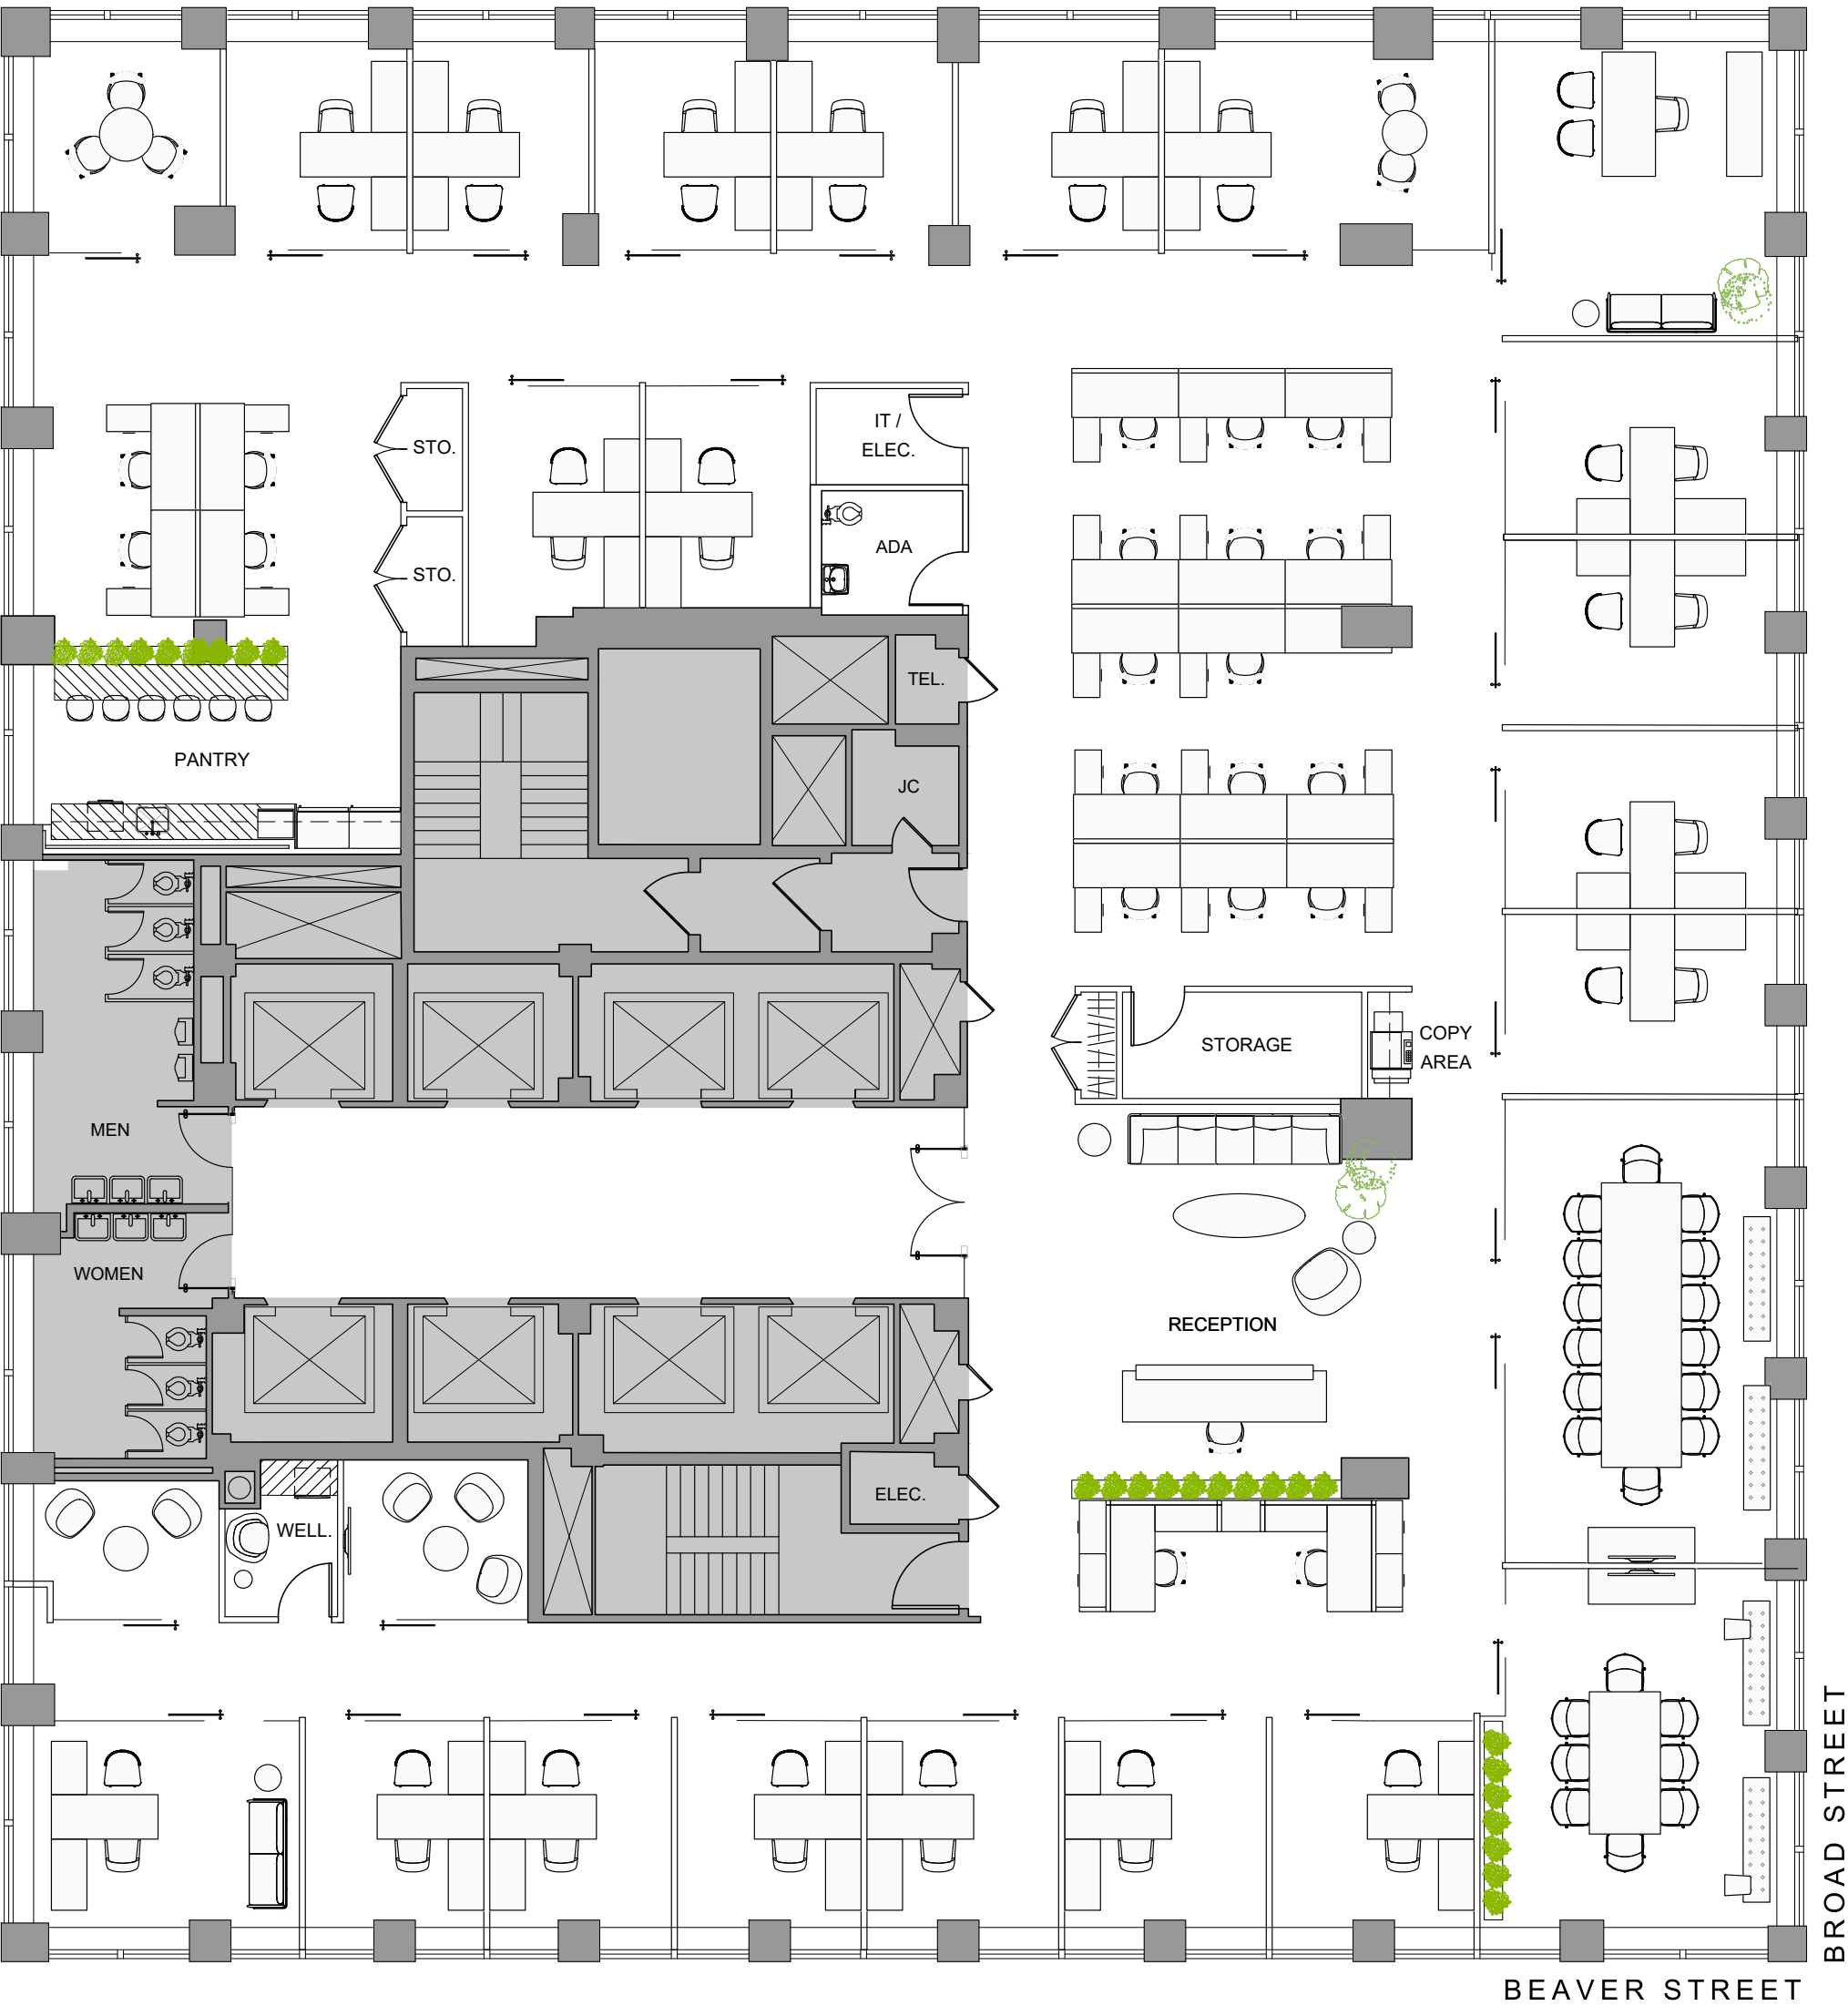 IT /
ELEC.
STO.
ADA
STO.
TEL.
PANTRY
JC
STORAGE
COPY
AREA
MEN
WOMEN
RECEPTION
ELEC.
WELL.
BROAD STREET
BEAVER STREET